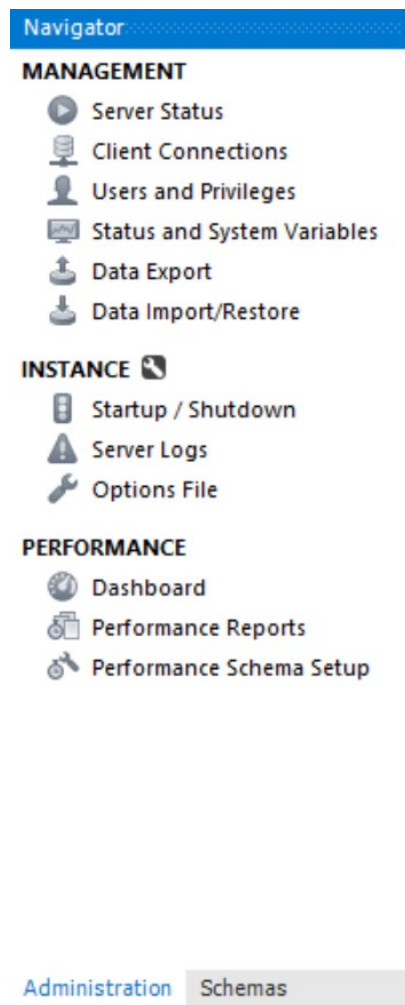 Navigator
MANAGEMENT
Server Status
Client Connections
Users and Privileges
Status and System Variables
Data Export
Data Import/Restore
INSTANCE
Startup / Shutdown
Server Logs
Options File
PERFORMANCE
Dashboard
Performance Reports
Performance Schema Setup
Administration Schemas